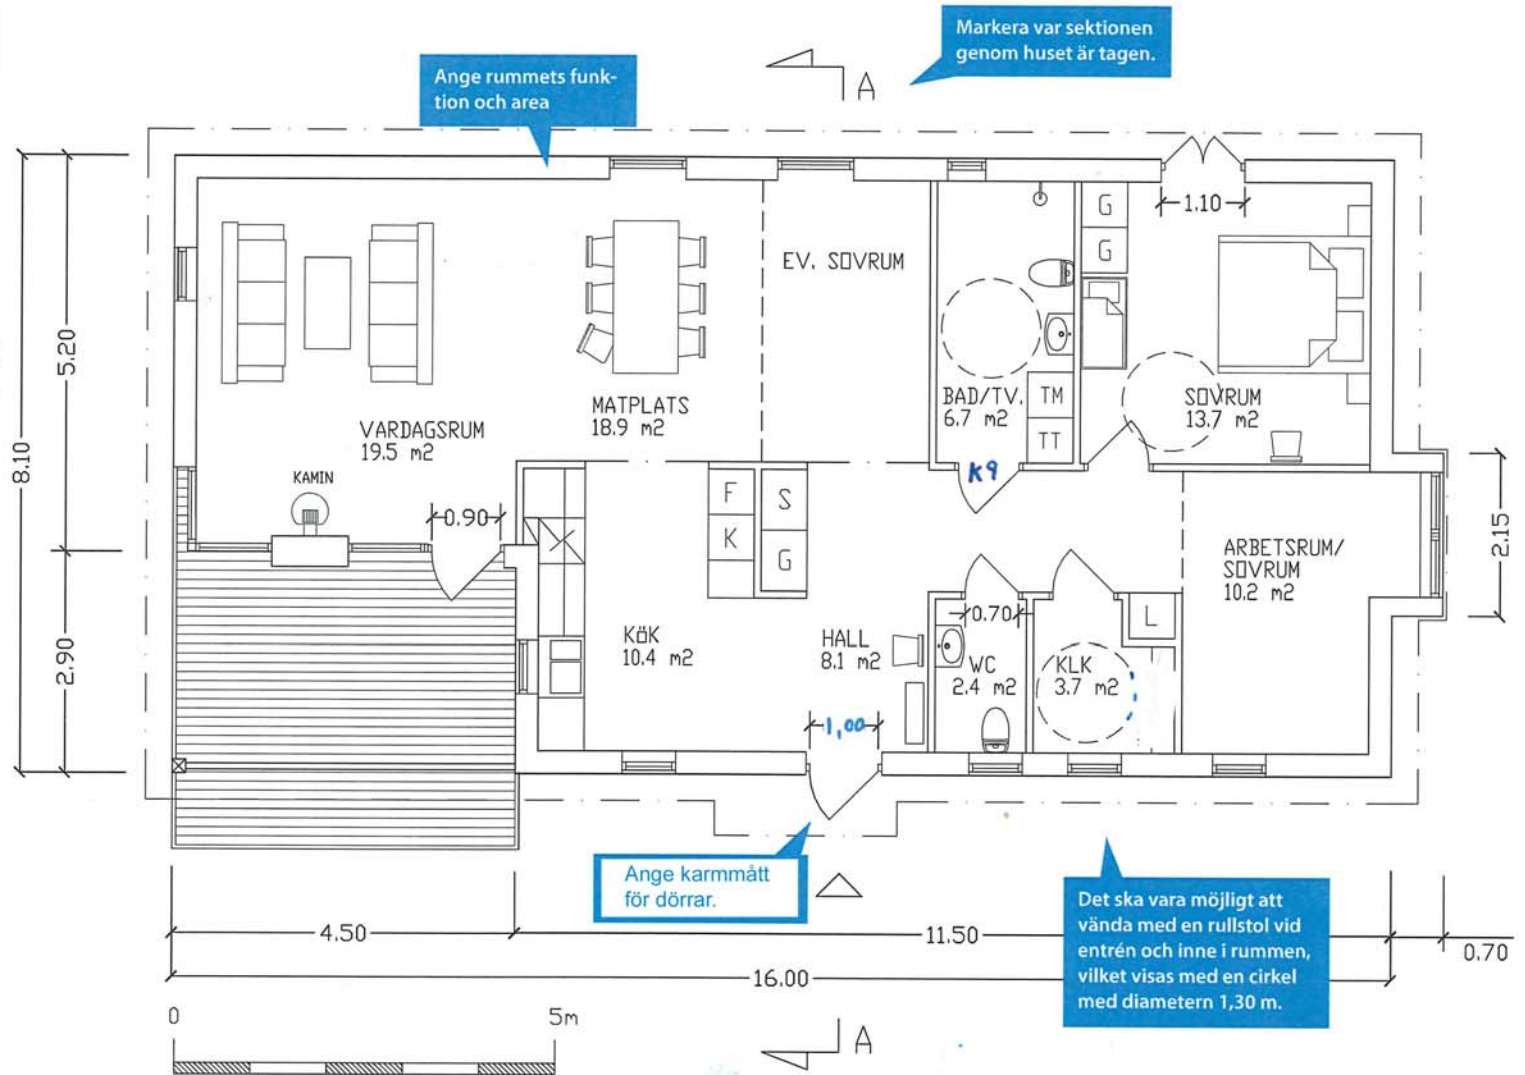 Markera var sektionen
genom huset är tagen.
Ange rummets funk-
tion och area
A
1.10
G
G
EV. SOVRUM
5.20
8.10
2.90
MATPLATS
18.9 m2
VARDAGSRUM
19.5 m2
KAMIN
0.90
BAD/TV.
6.7 m2
TM
TT
SOVRUM
13.7 m2
K9
F
K
S
G
2.15
ARBETSRUM/
SOVRUM
10.2 m2
KÖK
10.4 m2
HALL
8.1 m2
0.70
WC
2.4 m2
L
KLK
3.7 m2
1,00
Ange karmmått
för dörrar.
Det ska vara möjligt att
vända med en rullstol vid
entrén och inne i rummen,
vilket visas med en cirkel
med diametern 1,30 m.
4.50
11.50
0.70
16.00
0
5m
A